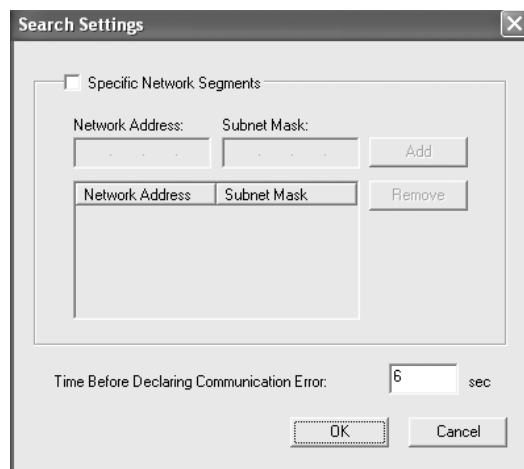 Search Settings
Specific Network Segments
Network Address: Subnet Mask:
. . . . . . Add
Network Address Subnet Mask Remove
Time Before Declaring Communication Error: 6 sec
OK Cancel